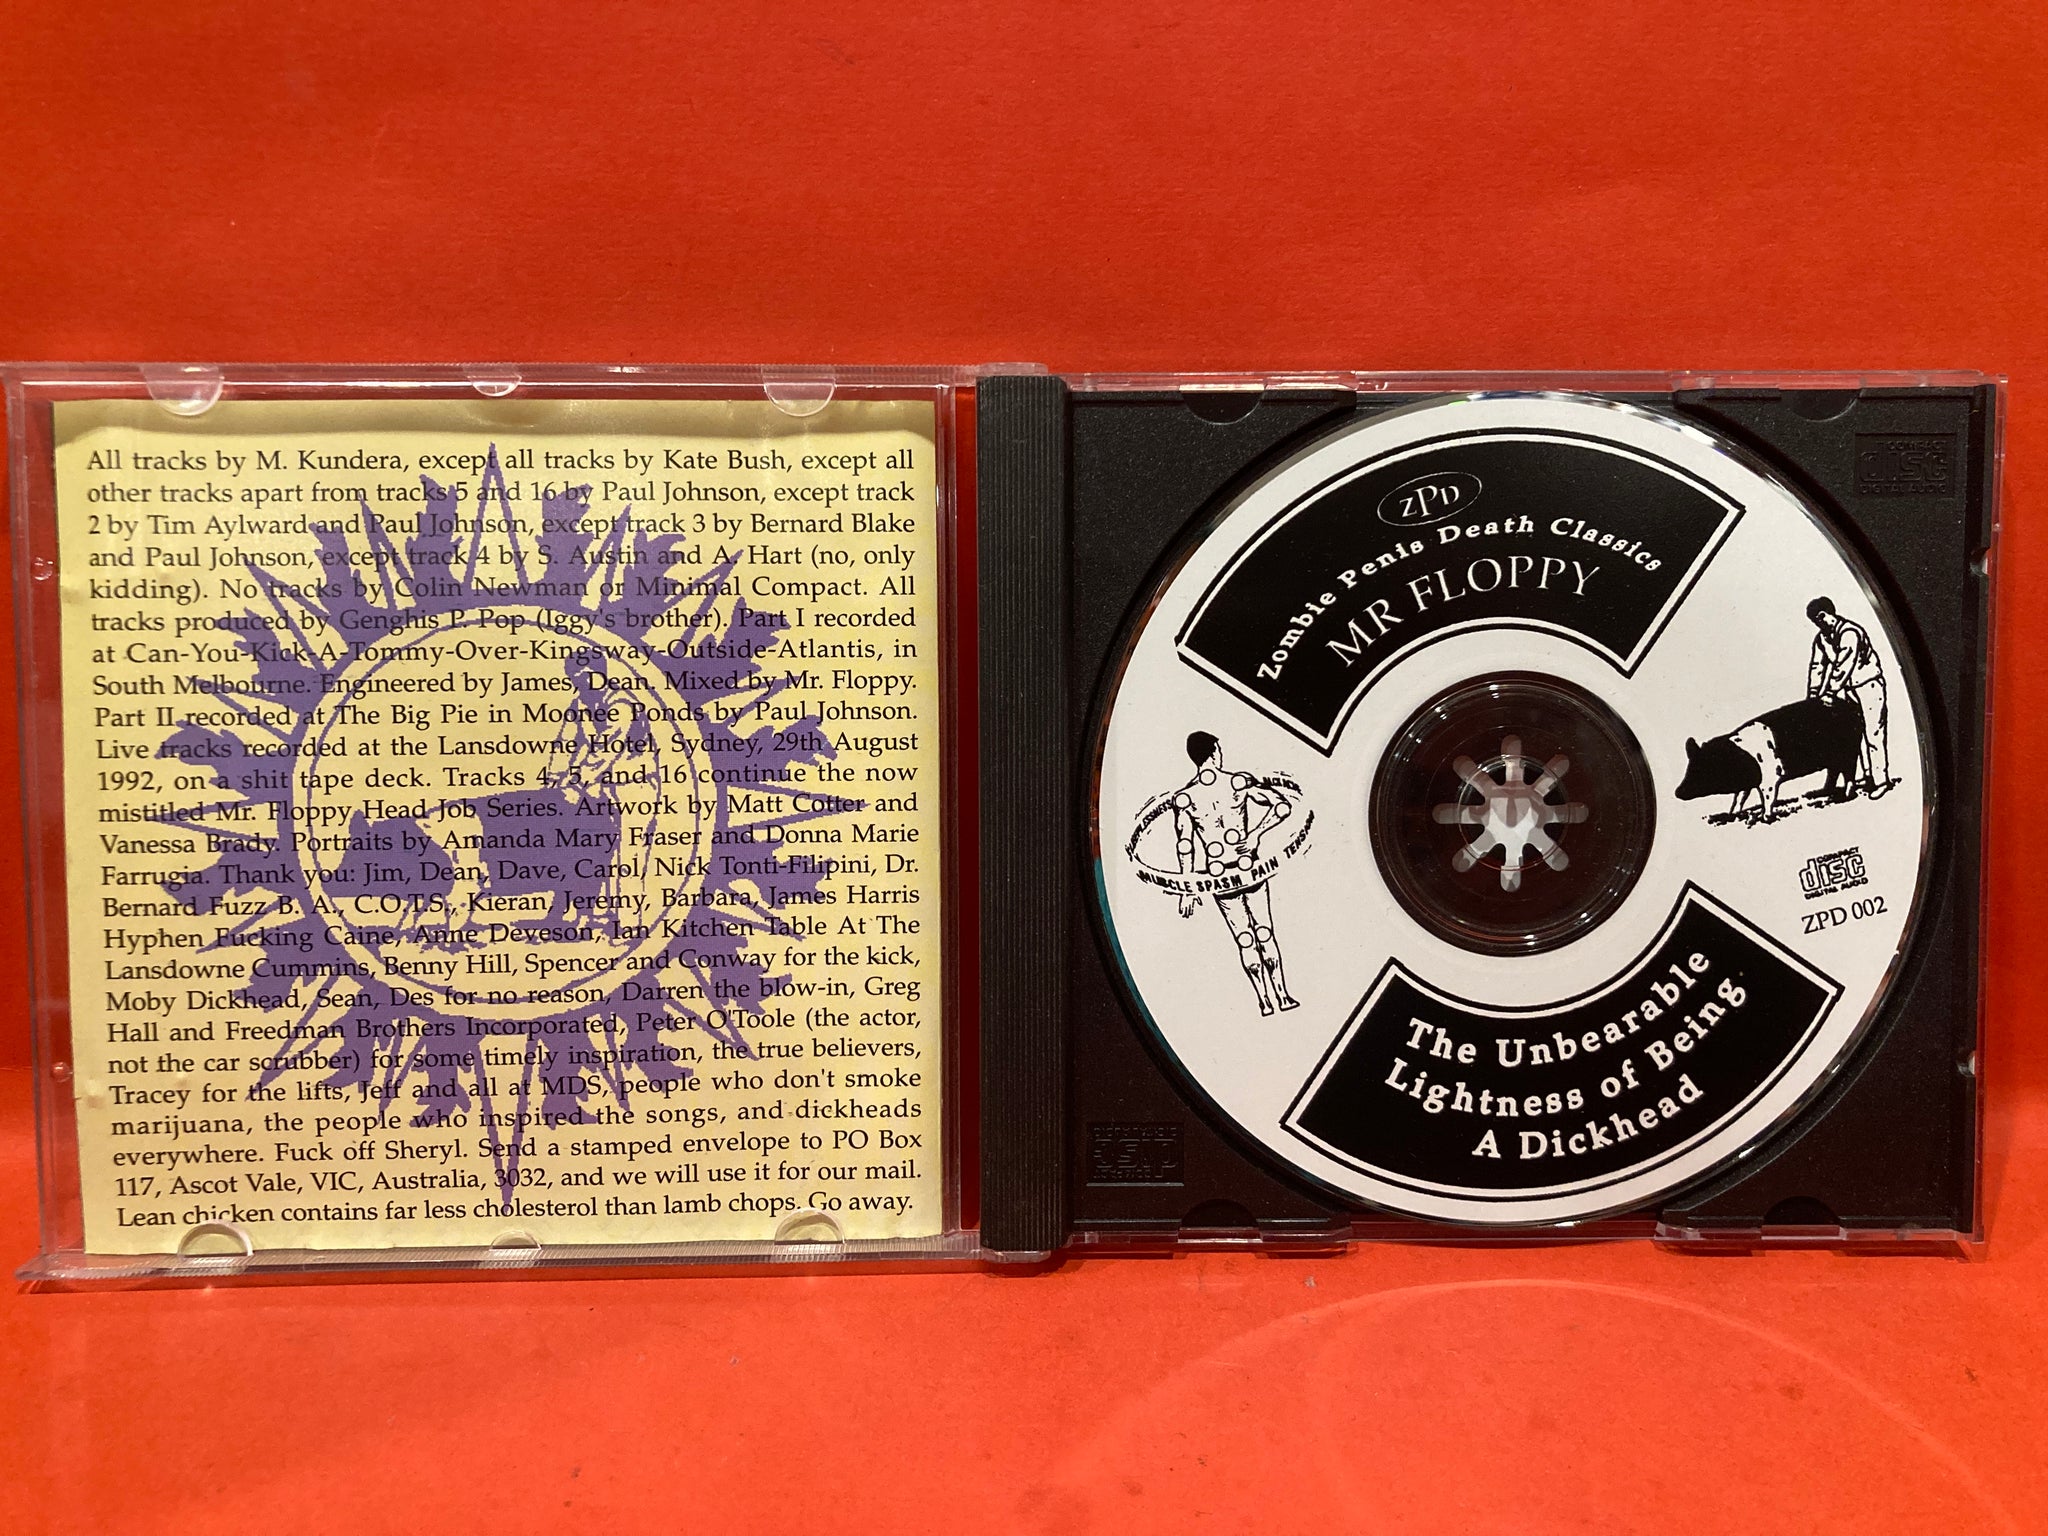 All tracks by M. Kundera, except all tracks by Kate Bush, except all
other tracks apart from tracks 5 and 16 by Paul Johnson, except track
2 by Tim Aylward and Paul Johnson, except track 3 by Bernard Blake
and Paul Johnson, except track 4 by S. Austin and A. Hart (no, only
kidding). No tracks by Colin Newman or Minimal Compact. All
tracks produced by Genghis P. Pop (Iggy's brother). Part I recorded
at Can-You-Kick-A-Tommy-Over-Kingsway-Outside-Atlantis, in
South Melbourne. Engineered by James, Dean. Mixed by Mr. Floppy.
Part II recorded at The Big Pie in Moonee Ponds by Paul Johnson.
Live tracks recorded at the Lansdowne Hotel, Sydney, 29th August
1992, on a shit tape deck. Tracks 4, 5, and 16 continue the now
mistitled Mr. Floppy Head Job Series. Artwork by Matt Cotter and
Vanessa Brady. Portraits by Amanda Mary Fraser and Donna Marie
Farrugia. Thank you: Jim, Dean, Dave, Carol, Nick Tonti-Filipini, Dr.
Bernard Fuzz B. A., C.O.T.S., Kieran, Jeremy, Barbara, James Harris
Hyphen Fucking Caine, Anne Deveson, Ian Kitchen Table At The
Lansdowne Cummins, Benny Hill, Spencer and Conway for the kick,
Moby Dickhead, Sean, Des for no reason, Darren the blow-in, Greg
Hall and Freedman Brothers Incorporated, Peter O'Toole (the actor,
not the car scrubber) for some timely inspiration, the true believers,
Tracey for the lifts, Jeff and all at MDS, people who don't smoke
marijuana, the people who inspired the songs, and dickheads
everywhere. Fuck off Sheryl. Send a stamped envelope to PO Box
117, Ascot Vale, VIC, Australia, 3032, and we will use it for our mail.
Lean chicken contains far less cholesterol than lamb chops. Go away.
ZPD
Zombie Penis Death Classics
MR FLOPPY
MUSCLE SPASM PAIN TENSION
COMPACT
disc
DIGITAL AUDIO
ZPD 002
The Unbearable
Lightness of Being
A Dickhead
COMPACT
disc
DIGITAL AUDIO